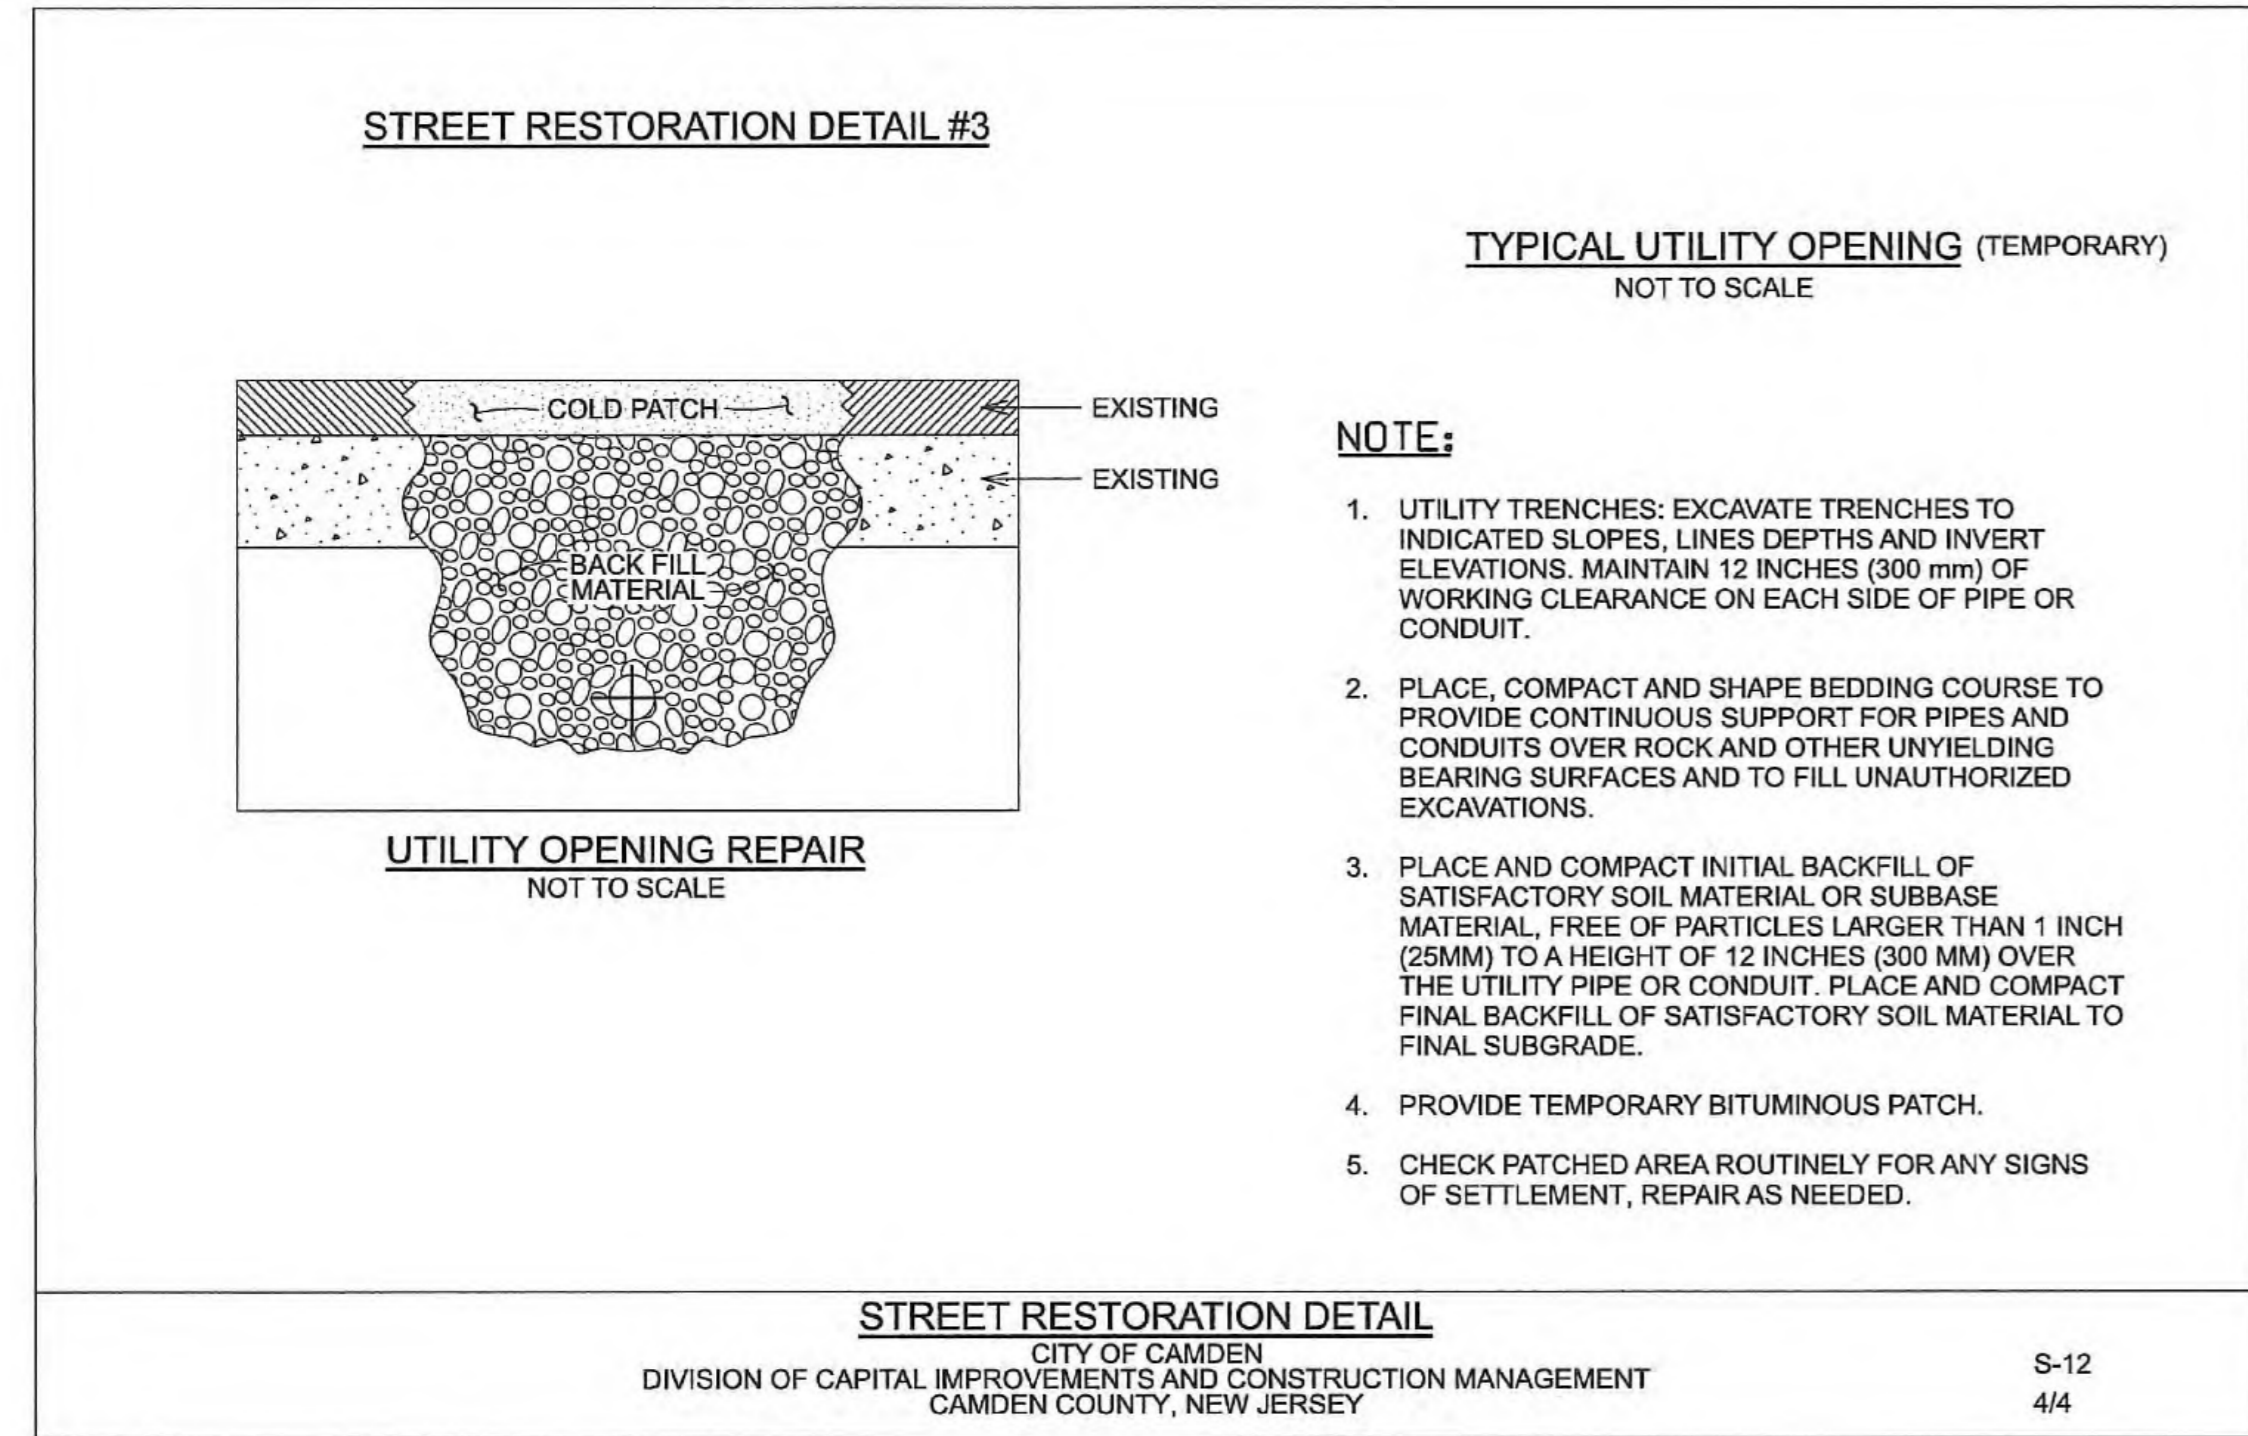 STREET RESTORATION DETAIL #3
TYPICAL UTILITY OPENING (TEMPORARY)
NOT TO SCALE
COLD PATCH
EXISTING
EXISTING
BACK FILL
MATERIAL
UTILITY OPENING REPAIR
NOT TO SCALE
NOTE:
1. UTILITY TRENCHES: EXCAVATE TRENCHES TO
INDICATED SLOPES, LINES DEPTHS AND INVERT
ELEVATIONS. MAINTAIN 12 INCHES (300 mm) OF
WORKING CLEARANCE ON EACH SIDE OF PIPE OR
CONDUIT.
2. PLACE, COMPACT AND SHAPE BEDDING COURSE TO
PROVIDE CONTINUOUS SUPPORT FOR PIPES AND
CONDUITS OVER ROCK AND OTHER UNYIELDING
BEARING SURFACES AND TO FILL UNAUTHORIZED
EXCAVATIONS.
3. PLACE AND COMPACT INITIAL BACKFILL OF
SATISFACTORY SOIL MATERIAL OR SUBBASE
MATERIAL, FREE OF PARTICLES LARGER THAN 1 INCH
(25MM) TO A HEIGHT OF 12 INCHES (300 MM) OVER
THE UTILITY PIPE OR CONDUIT. PLACE AND COMPACT
FINAL BACKFILL OF SATISFACTORY SOIL MATERIAL TO
FINAL SUBGRADE.
4. PROVIDE TEMPORARY BITUMINOUS PATCH.
5. CHECK PATCHED AREA ROUTINELY FOR ANY SIGNS
OF SETTLEMENT, REPAIR AS NEEDED.
STREET RESTORATION DETAIL
CITY OF CAMDEN
DIVISION OF CAPITAL IMPROVEMENTS AND CONSTRUCTION MANAGEMENT
CAMDEN COUNTY, NEW JERSEY
S-12
4/4